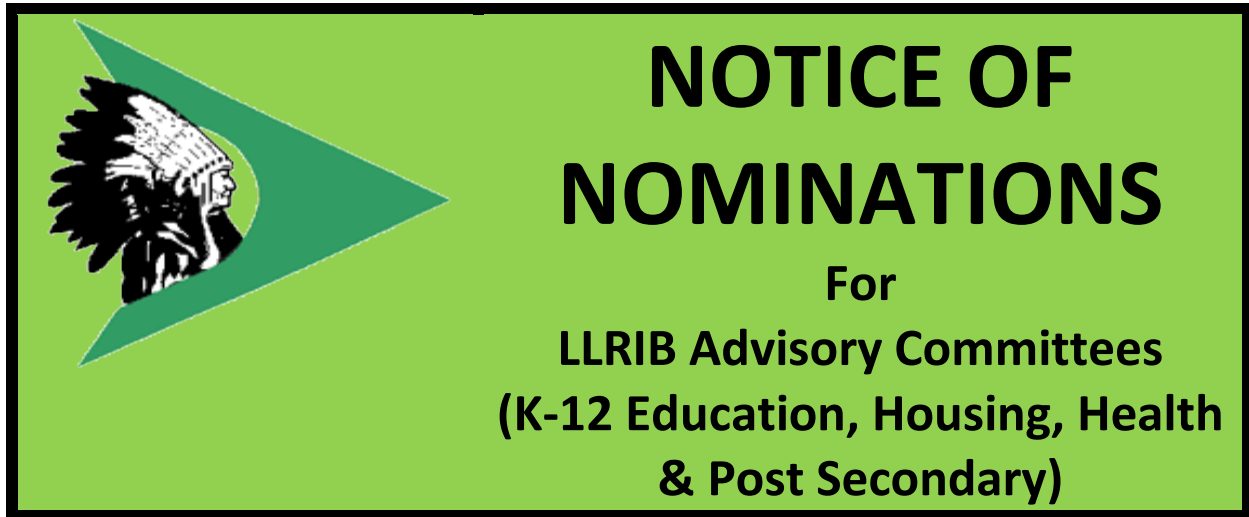 NOTICE OF
NOMINATIONS
For
LLRIB Advisory Committees
(K-12 Education, Housing, Health
& Post Secondary)